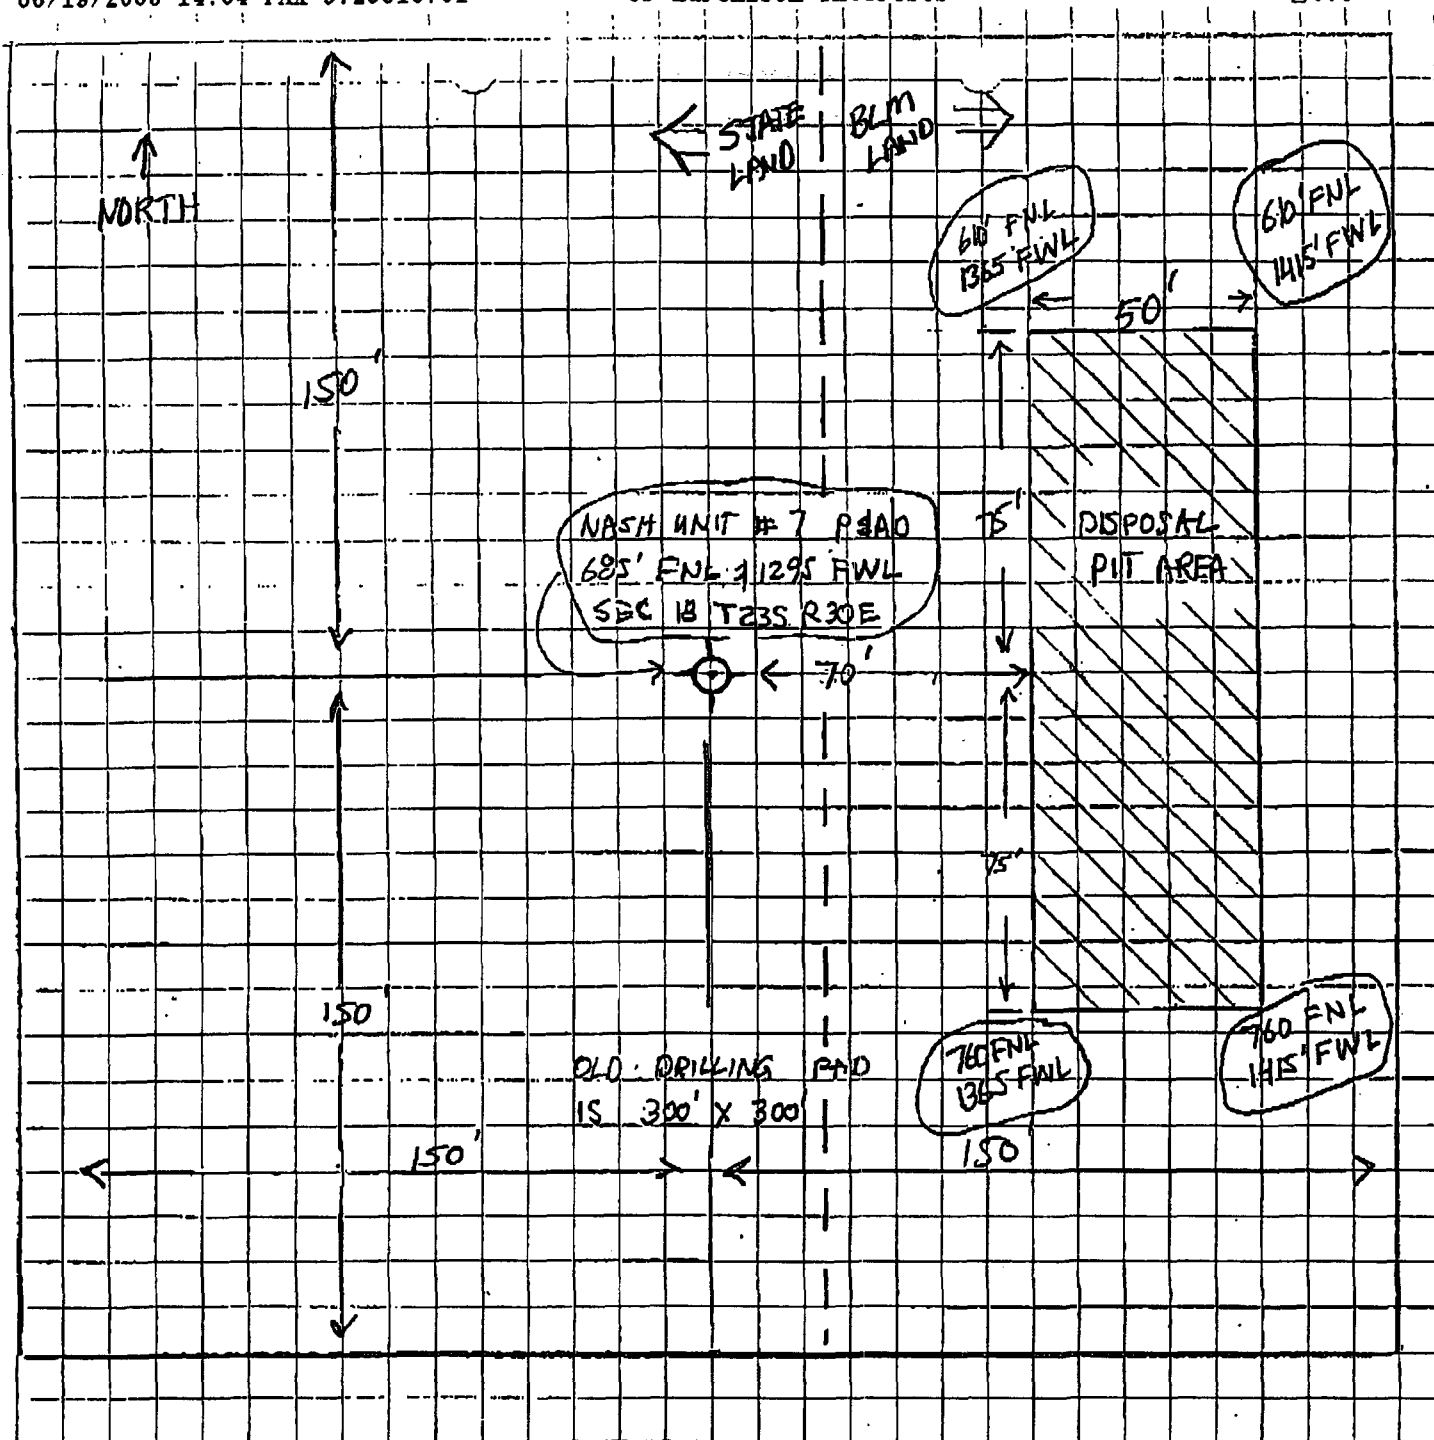 STATE
LAND
BLM
LAND
NORTH
610' FNL
1365' FWL
610' FNL
1415' FWL
50'
150'
75'
DISPOSAL
PIT AREA
NASH UNIT # 7 P&AD
685' FNL & 1295 FWL
SEC 18 T23S R30E
70'
75'
150'
760 FNL
1365 FWL
760 FNL
1415' FWL
OLD DRILLING PAD
IS 300' X 300'
150'
150'